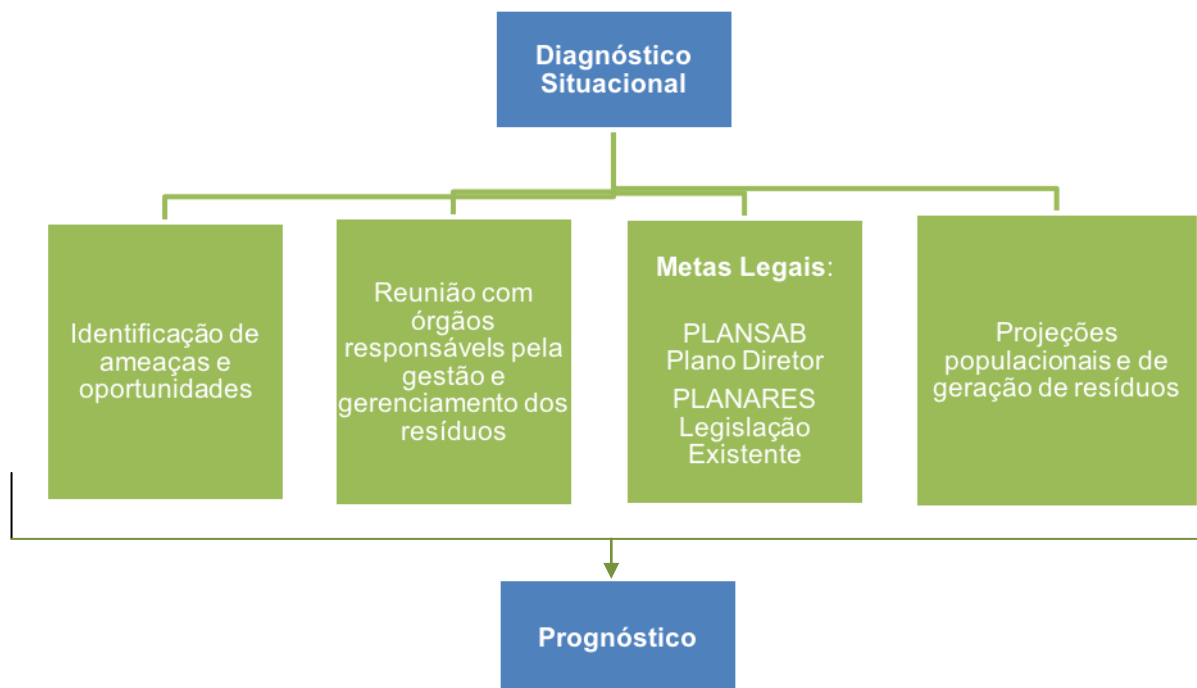 Diagnóstico
Situacional
Identificação de
ameaças e
oportunidades
Reunião com
órgãos
responsáveis pela
gestão e
gerenciamento dos
resíduos
Metas Legais:
PLANSAB
Plano Diretor
PLANARES
Legislação
Existente
Projeções
populacionais e de
geração de resíduos
Prognóstico